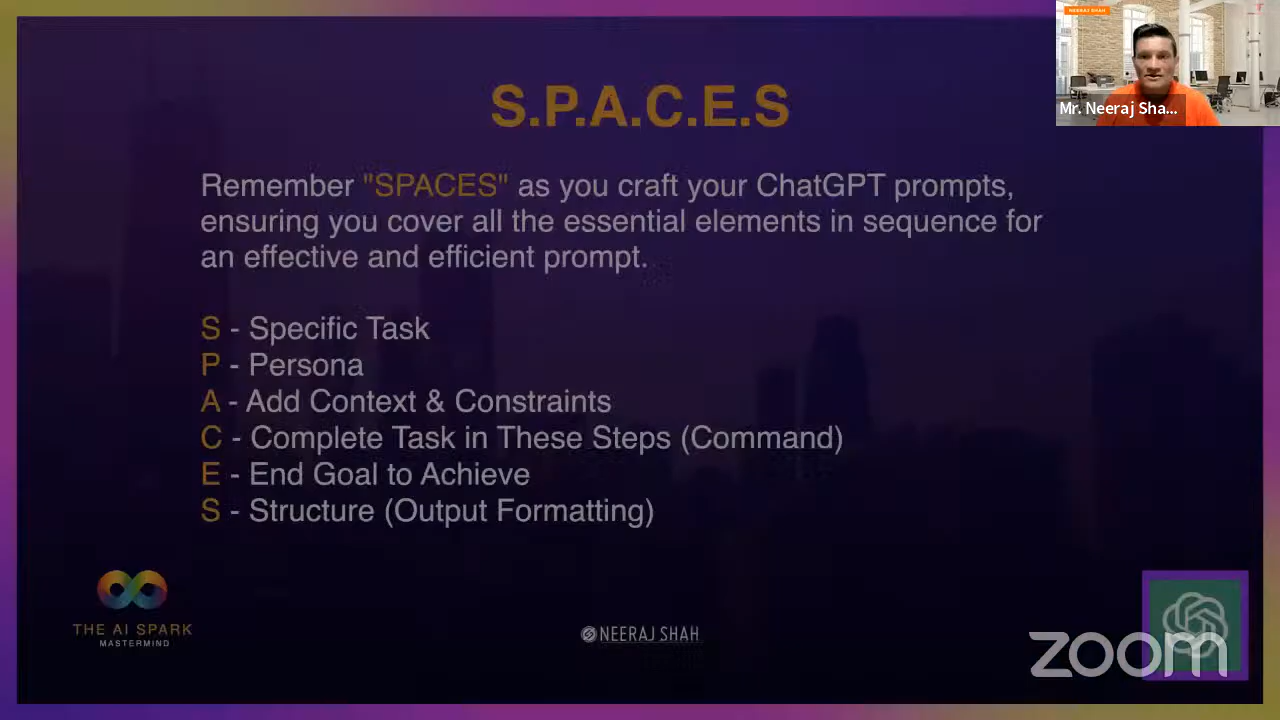 NEERAJ SHAH
Mr. Neeraj Sha...
S.P.A.C.E.S
Remember "SPACES" as you craft your ChatGPT prompts,
ensuring you cover all the essential elements in sequence for
an effective and efficient prompt.
S - Specific Task
P - Persona
A - Add Context & Constraints
C - Complete Task in These Steps (Command)
E - End Goal to Achieve
S - Structure (Output Formatting)
THE AI SPARK
MASTERMIND
NEERAJ SHAH
zoom